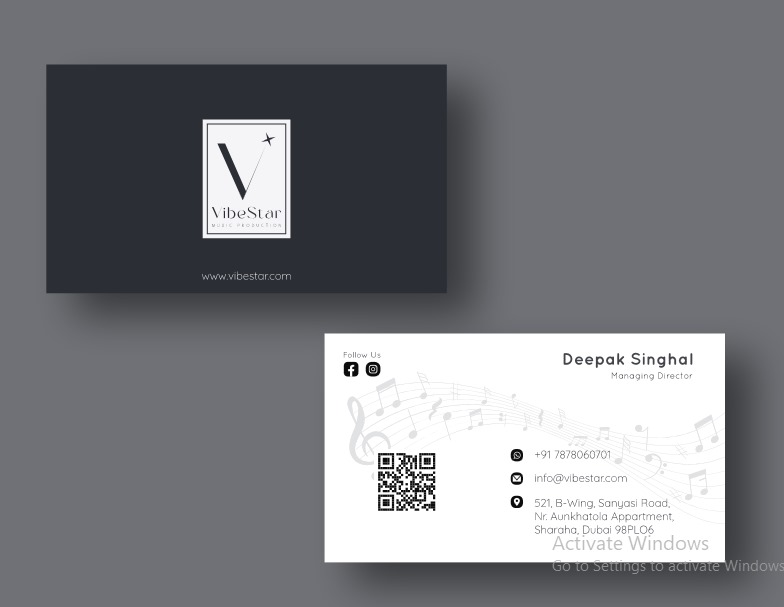 V
VibeStar
MUSIC PRODUCTION
www.vibestar.com
Follow Us
Deepak Singhal
Managing Director
+91 7878060701
info@vibestar.com
521, B-Wing, Sanyasi Road,
Nr. Aunkhatola Appartment,
Sharaha, Dubai 98PLO6
Activate Windows
Go to Settings to activate Windows